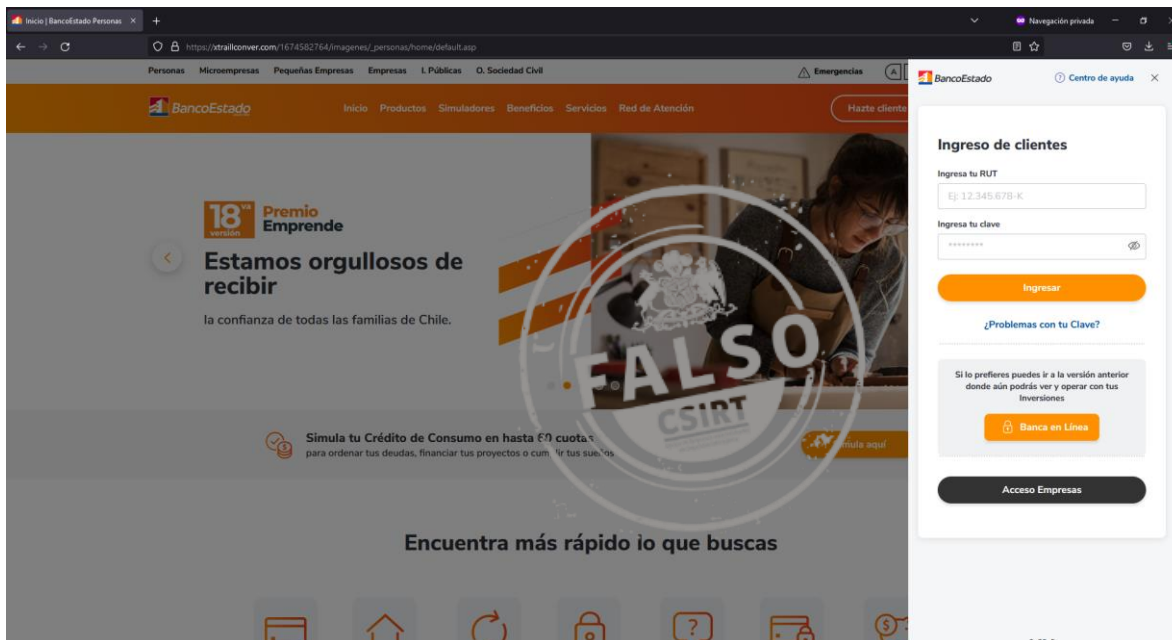 Inicio | BancoEstado Personas
Navegación privada
https://xtraillconver.com/1674582764/imagenes/_personas/home/default.asp
Personas Microempresas Pequeñas Empresas Empresas I. Públicas O. Sociedad Civil
Emergencias A
BancoEstado
Inicio Productos Simuladores Beneficios Servicios Red de Atención
Hazte cliente
18va versión
Premio Emprende
Estamos orgullosos de
recibir
la confianza de todas las familias de Chile.
FALSO
CSIRT
Simula tu Crédito de Consumo en hasta 60 cuotas
para ordenar tus deudas, financiar tus proyectos o cumplir tus sueños
Simula aquí
Encuentra más rápido lo que buscas
BancoEstado
Centro de ayuda
Ingreso de clientes
Ingresa tu RUT
Ej: 12.345.678-K
Ingresa tu clave
********
Ingresar
¿Problemas con tu Clave?
Si lo prefieres puedes ir a la versión anterior
donde aún podrás ver y operar con tus
Inversiones
Banca en Línea
Acceso Empresas